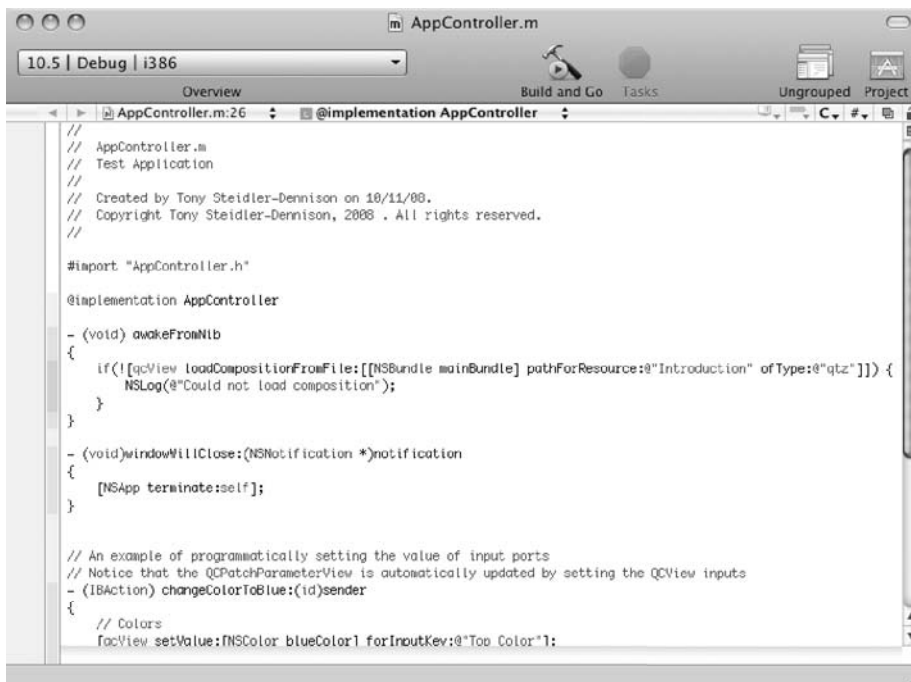 AppController.m
10.5 | Debug | i386
Overview
Build and Go
Tasks
Ungrouped
Project
AppController.m:26
@implementation AppController
C
#
//
//  AppController.m
//  Test Application
//
//  Created by Tony Steidler-Dennison on 10/11/08.
//  Copyright Tony Steidler-Dennison, 2008 . All rights reserved.
//
#import "AppController.h"
@implementation AppController
- (void) awakeFromNib
{
if(![qcView loadCompositionFromFile:[[NSBundle mainBundle] pathForResource:@"Introduction" ofType:@"qtz"]]) {
NSLog(@"Could not load composition");
}
}
- (void)windowWillClose:(NSNotification *)notification
{
[NSApp terminate:self];
}
// An example of programmatically setting the value of input ports
// Notice that the QCPatchParameterView is automatically updated by setting the QCView inputs
- (IBAction) changeColorToBlue:(id)sender
{
// Colors
[qcView setValue:[NSColor blueColor] forInputKey:@"Top Color"];